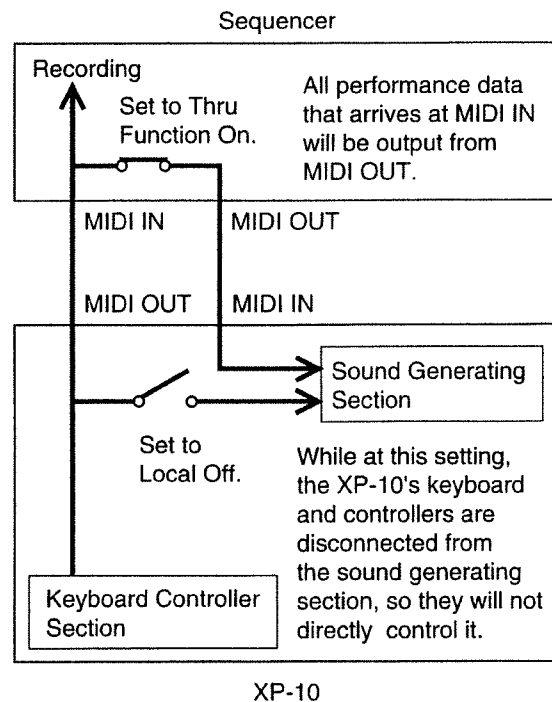 Sequencer
Recording
Set to Thru
Function On.
All performance data
that arrives at MIDI IN
will be output from
MIDI OUT.
MIDI IN
MIDI OUT
MIDI OUT
MIDI IN
Sound Generating
Section
Set to
Local Off.
While at this setting,
the XP-10's keyboard
and controllers are
disconnected from
the sound generating
section, so they will not
directly control it.
Keyboard Controller
Section
XP-10